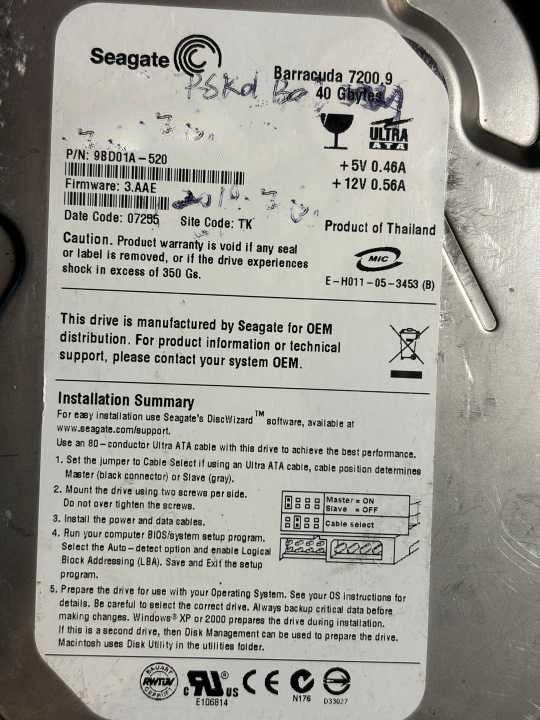 Seagate
Barracuda 7200.9
40 Gbytes
ULTRA
ATA
P/N: 9BD01A-520
+5V 0.46A
+12V 0.56A
Firmware: 3.AAE
Date Code: 07295 Site Code: TK
Product of Thailand
Caution. Product warranty is void if any seal
or label is removed, or if the drive experiences
shock in excess of 350 Gs.
MIC
E-H011-05-3453 (B)
This drive is manufactured by Seagate for OEM
distribution. For product information or technical
support, please contact your system OEM.
Installation Summary
For easy installation use Seagate's DiscWizard™ software, available at
www.seagate.com/support.
Use an 80-conductor Ultra ATA cable with this drive to achieve the best performance.
1. Set the jumper to Cable Select if using an Ultra ATA cable, cable position determines
Master (black connector) or Slave (gray).
2. Mount the drive using two screws per side.
Do not over tighten the screws.
3. Install the power and data cables.
4. Run your computer BIOS/system setup program.
Select the Auto-detect option and enable Logical
Block Addressing (LBA). Save and Exit the setup
program.
Master = ON
Slave = OFF
Cable select
5. Prepare the drive for use with your Operating System. See your OS instructions for
details. Be careful to select the correct drive. Always backup critical data before
making changes. Windows® XP or 2000 prepares the drive during installation.
If this is a second drive, then Disk Management can be used to prepare the drive.
Macintosh uses Disk Utility in the utilities folder.
BAUART
RWTÜV
GEPRÜFT
c RU US
E106814
CE
N176
D33027